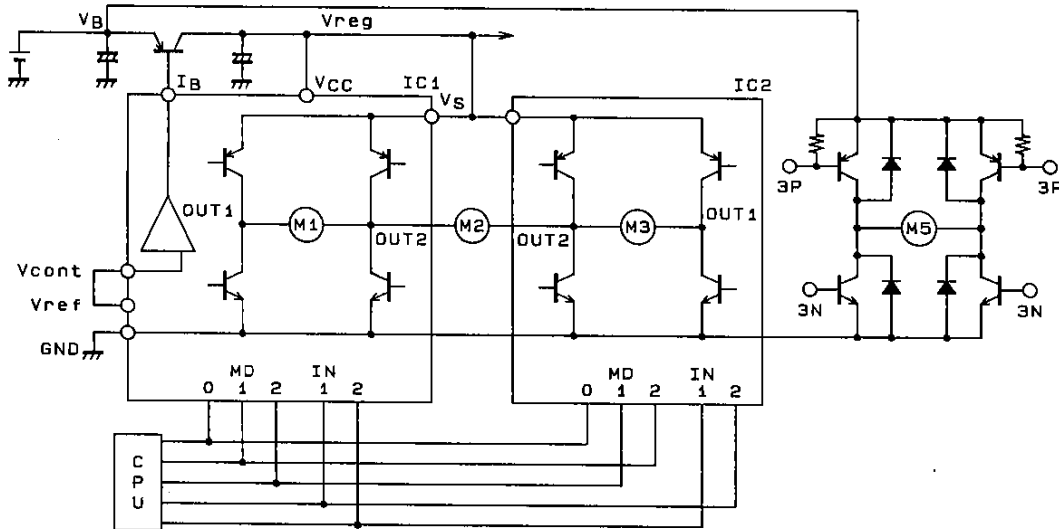 VB
Vreg
IB
VCC
IC1
VS
IC2
3P
3P
OUT1
M1
OUT2
M2
OUT2
M3
OUT1
M5
Vcont
Vref
3N
3N
GND
MD IN
0 1 2 1 2
MD IN
0 1 2 1 2
C
P
U